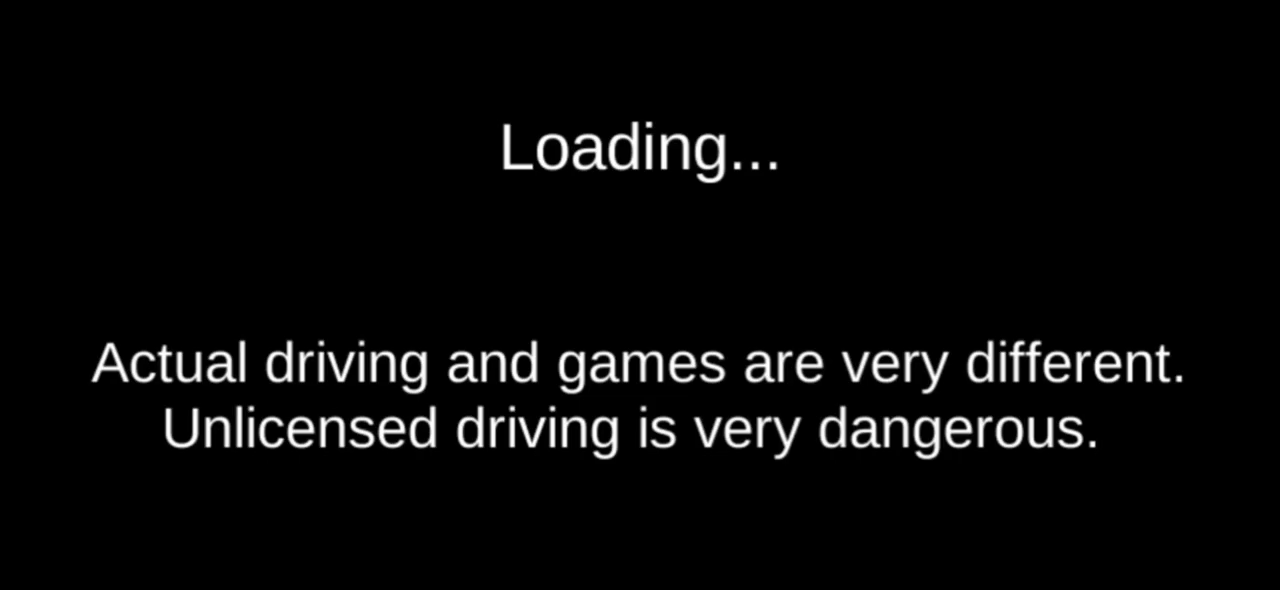 Loading...
Actual driving and games are very different.
Unlicensed driving is very dangerous.